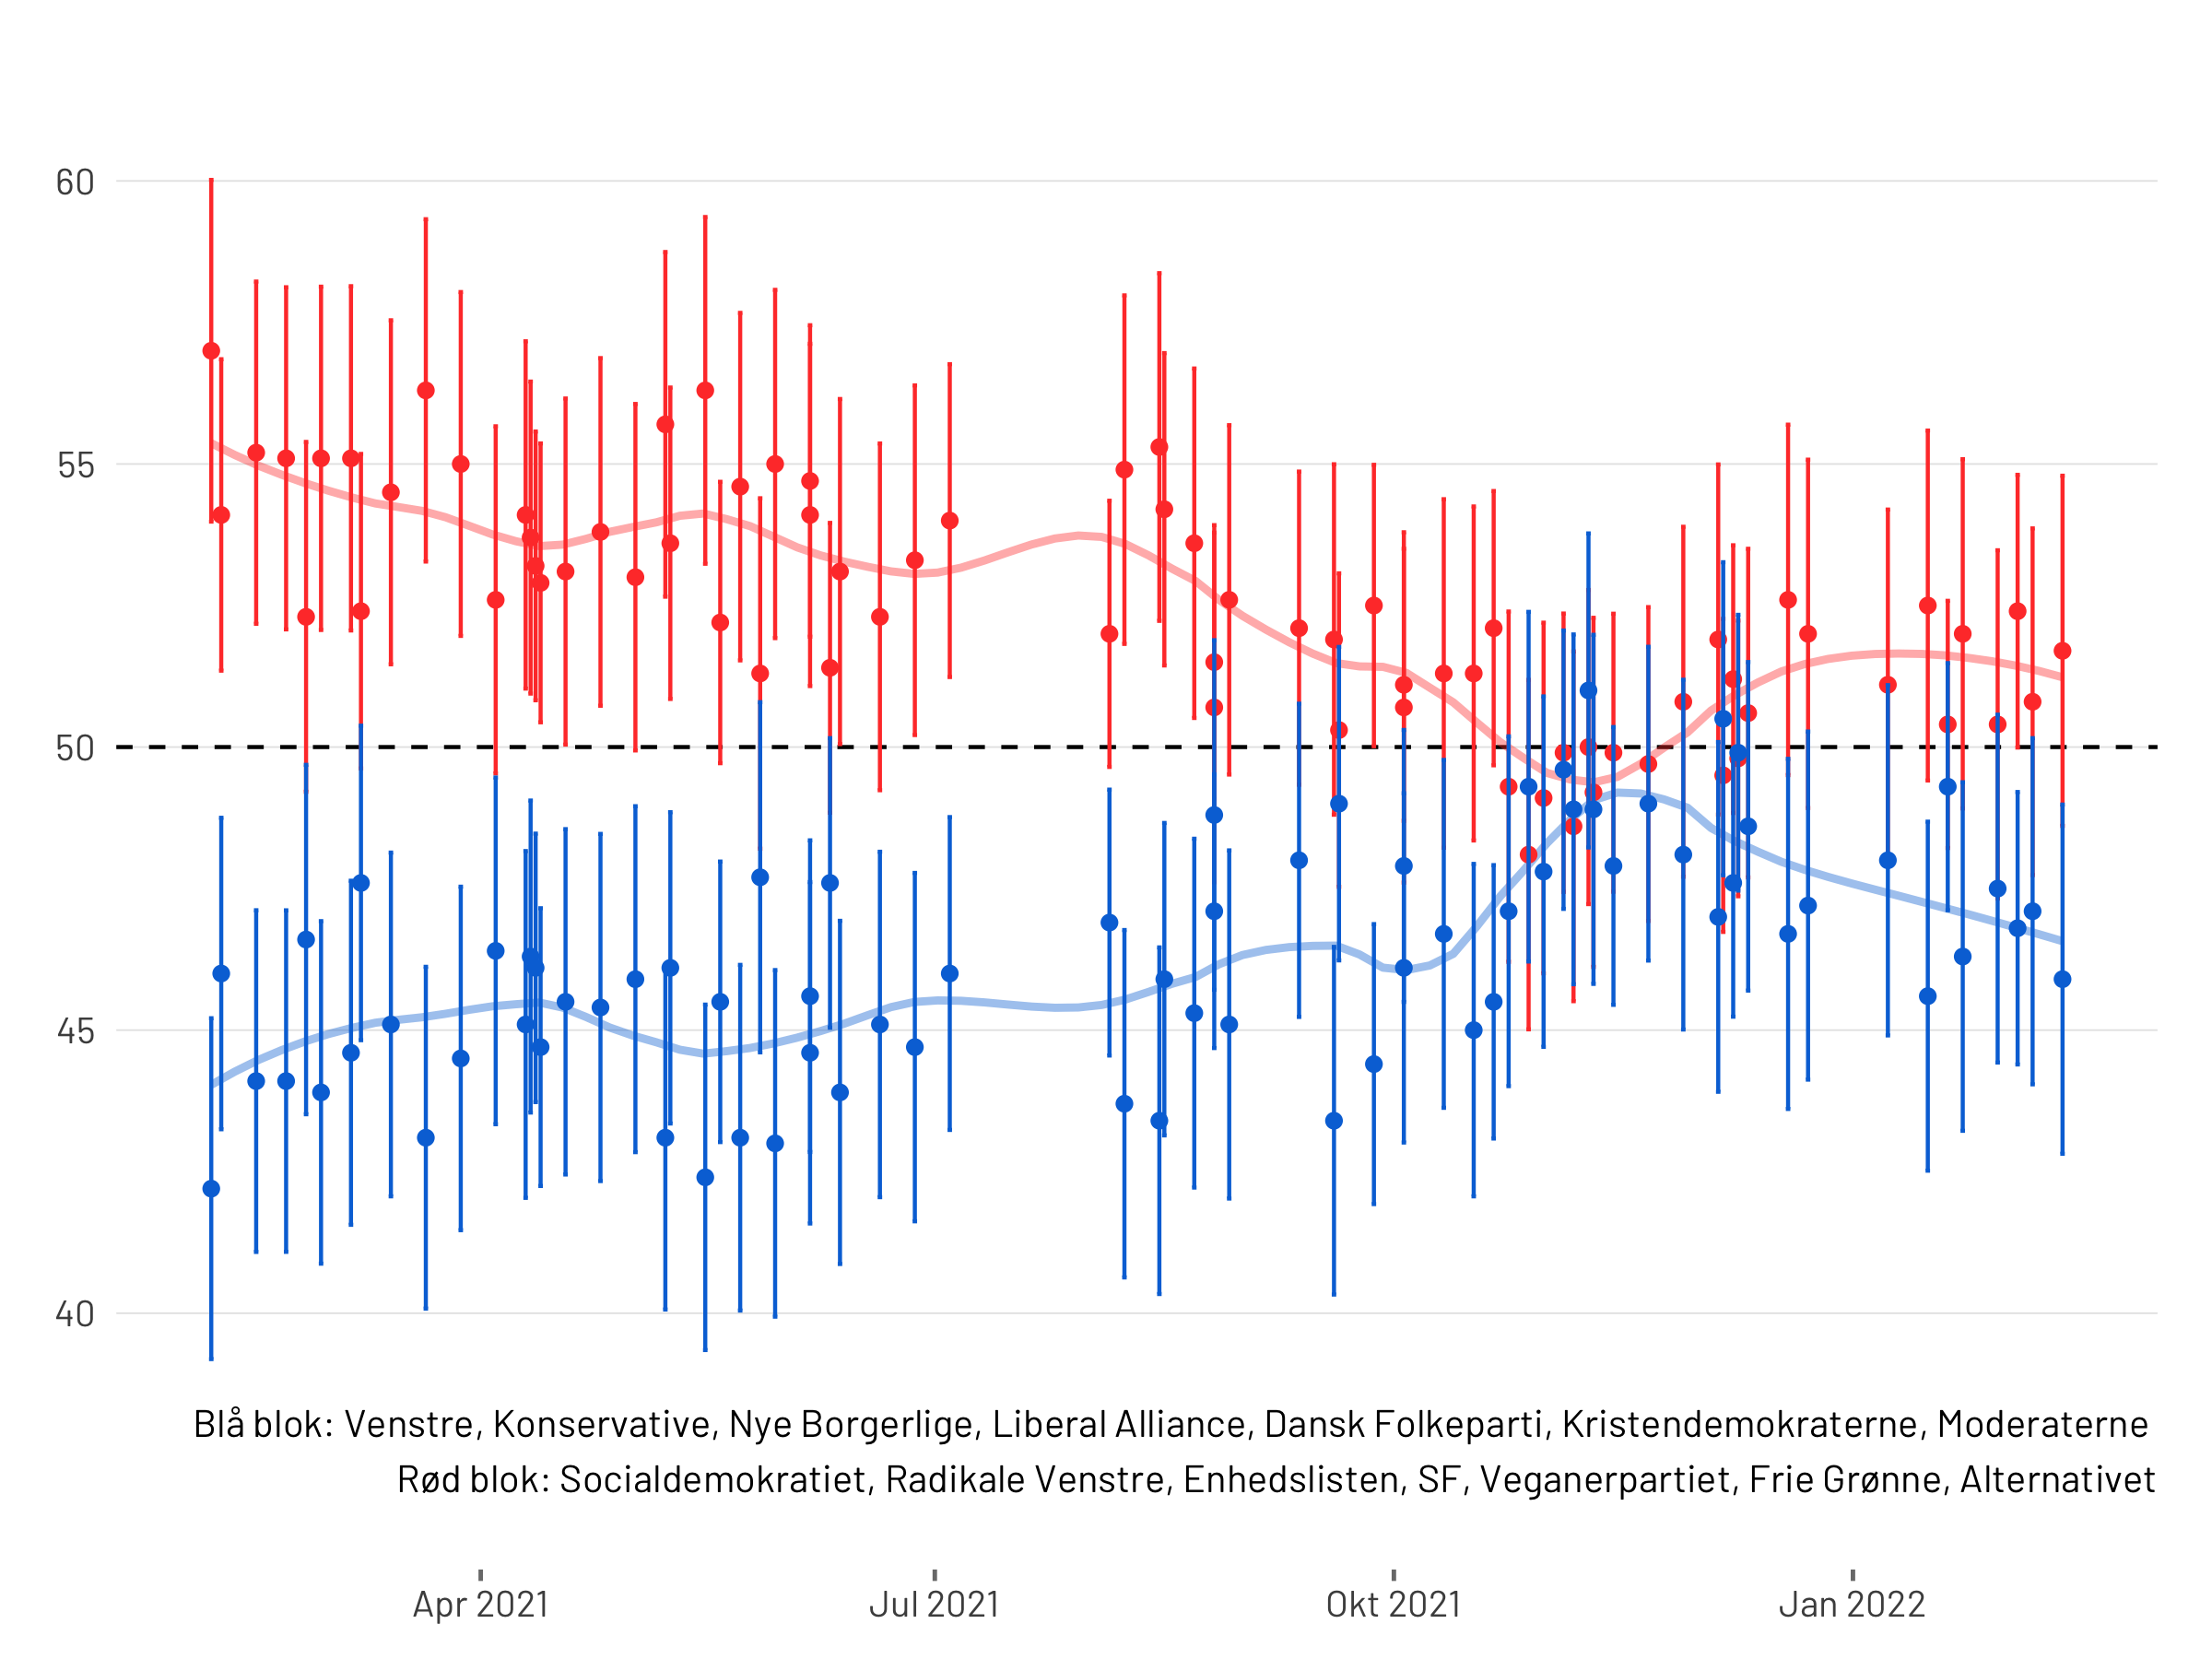 60
55
50
45
40
Blå blok: Venstre, Konservative, Nye Borgerlige, Liberal Alliance, Dansk Folkeparti, Kristendemokraterne, Moderaterne
Rød blok: Socialdemokratiet, Radikale Venstre, Enhedslisten, SF, Veganerpartiet, Frie Grønne, Alternativet
Apr 2021 Jul 2021 Okt 2021 Jan 2022